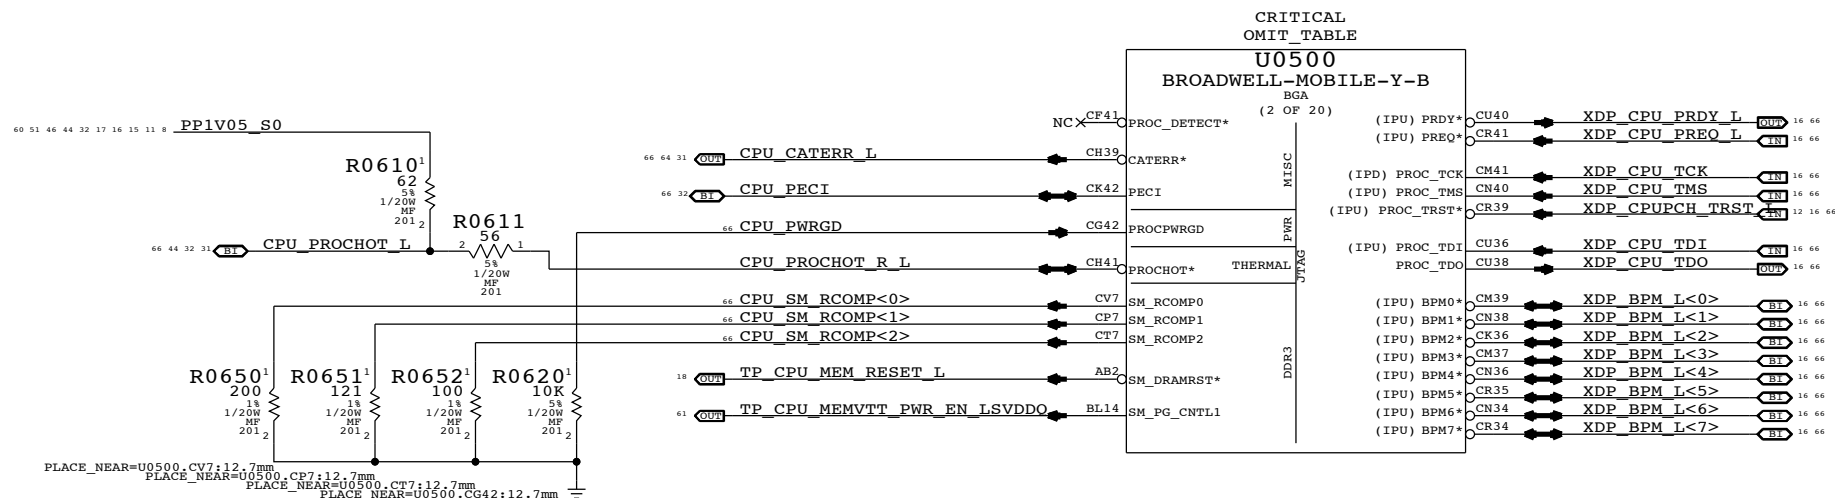 CRITICAL
OMIT_TABLE
U0500
BROADWELL-MOBILE-Y-B
BGA
(2 OF 20)
60 51 46 44 32 17 16 15 11 8 PP1V05_S0
R0610 1
62
5%
1/20W
MF
201 2
66 44 32 31 BI CPU_PROCHOT_L
R0611
2 56 1
5%
1/20W
MF
201
NC CF41 PROC_DETECT*
66 64 31 OUT CPU_CATERR_L CH39 CATERR*
66 32 BI CPU_PECI CK42 PECI
66 CPU_PWRGD CG42 PROCPWRGD
CPU_PROCHOT_R_L CH41 PROCHOT*
66 CPU_SM_RCOMP<0> CV7 SM_RCOMP0
66 CPU_SM_RCOMP<1> CP7 SM_RCOMP1
66 CPU_SM_RCOMP<2> CT7 SM_RCOMP2
18 OUT TP_CPU_MEM_RESET_L AB2 SM_DRAMRST*
61 OUT TP_CPU_MEMVTT_PWR_EN_LSVDDQ BL14 SM_PG_CNTL1
MISC
PWR
THERMAL
JTAG
DDR3
(IPU) PRDY* CU40 XDP_CPU_PRDY_L OUT 16 66
(IPU) PREQ* CR41 XDP_CPU_PREQ_L IN 16 66
(IPD) PROC_TCK CM41 XDP_CPU_TCK IN 16 66
(IPU) PROC_TMS CN40 XDP_CPU_TMS IN 16 66
(IPU) PROC_TRST* CR39 XDP_CPUPCH_TRST_L IN 12 16 66
(IPU) PROC_TDI CU36 XDP_CPU_TDI IN 16 66
PROC_TDO CU38 XDP_CPU_TDO OUT 16 66
(IPU) BPM0* CM39 XDP_BPM_L<0> BI 16 66
(IPU) BPM1* CN38 XDP_BPM_L<1> BI 16 66
(IPU) BPM2* CK36 XDP_BPM_L<2> BI 16 66
(IPU) BPM3* CM37 XDP_BPM_L<3> BI 16 66
(IPU) BPM4* CN36 XDP_BPM_L<4> BI 16 66
(IPU) BPM5* CR35 XDP_BPM_L<5> BI 16 66
(IPU) BPM6* CN34 XDP_BPM_L<6> BI 16 66
(IPU) BPM7* CR34 XDP_BPM_L<7> BI 16 66
R0650 1
200
1%
1/20W
MF
201 2
R0651 1
121
1%
1/20W
MF
201 2
R0652 1
100
1%
1/20W
MF
201 2
R0620 1
10K
5%
1/20W
MF
201 2
PLACE_NEAR=U0500.CV7:12.7mm
PLACE_NEAR=U0500.CP7:12.7mm
PLACE_NEAR=U0500.CT7:12.7mm
PLACE_NEAR=U0500.CG42:12.7mm